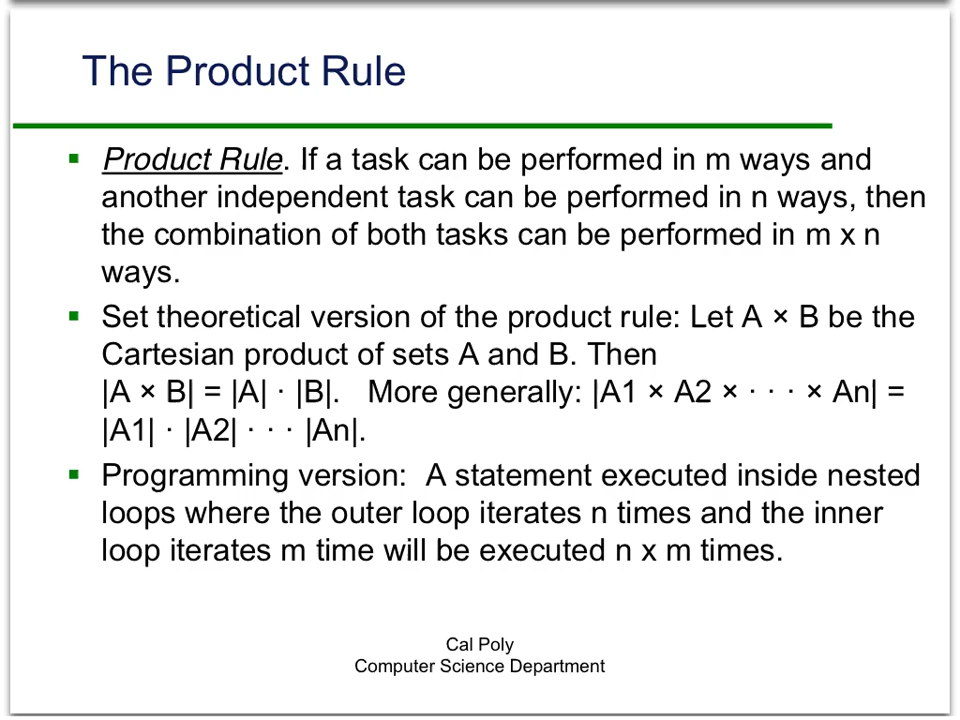 The Product Rule
▪ Product Rule. If a task can be performed in m ways and
another independent task can be performed in n ways, then
the combination of both tasks can be performed in m x n
ways.
▪ Set theoretical version of the product rule: Let A × B be the
Cartesian product of sets A and B. Then
|A × B| = |A| · |B|.   More generally: |A1 × A2 × · · · × An| =
|A1| · |A2| · · · |An|.
▪ Programming version:  A statement executed inside nested
loops where the outer loop iterates n times and the inner
loop iterates m time will be executed n x m times.
Cal Poly
Computer Science Department